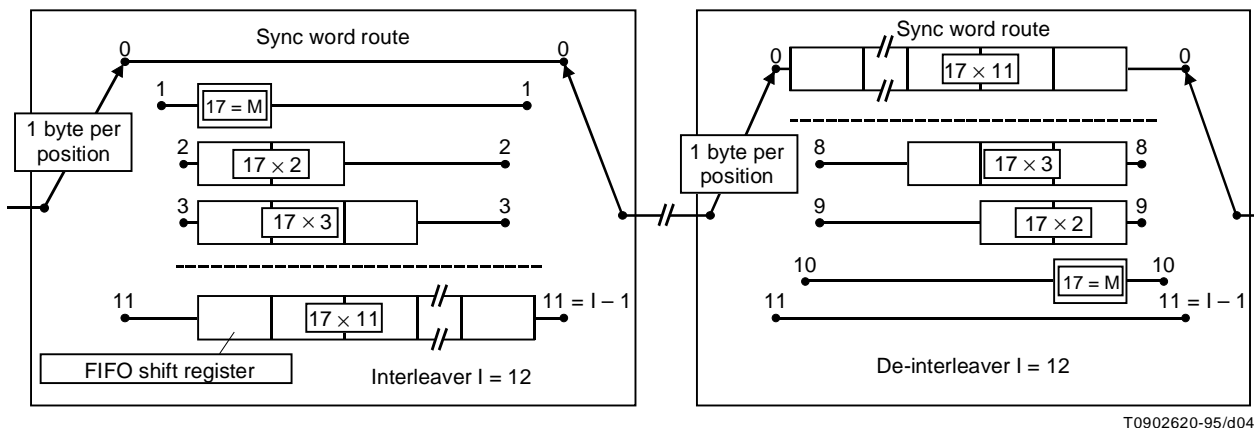 Sync word route
0 0
1 1
17 = M
1 byte per
position
2 2
17 × 2
3 3
17 × 3
11 11 = I – 1
17 × 11
FIFO shift register
Interleaver I = 12
Sync word route
0 0
17 × 11
1 byte per
position
8 8
17 × 3
9 9
17 × 2
10 10
17 = M
11 11 = I – 1
De-interleaver I = 12
T0902620-95/d04